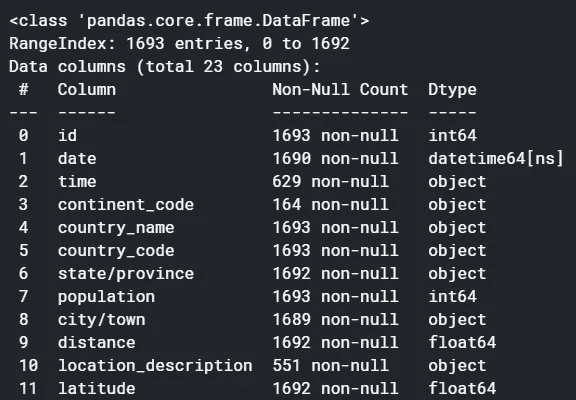 <class 'pandas.core.frame.DataFrame'>
RangeIndex: 1693 entries, 0 to 1692
Data columns (total 23 columns):
 #   Column                Non-Null Count  Dtype
---  ------                --------------  -----
 0   id                    1693 non-null   int64
 1   date                  1690 non-null   datetime64[ns]
 2   time                  629 non-null    object
 3   continent_code        164 non-null    object
 4   country_name          1693 non-null   object
 5   country_code          1693 non-null   object
 6   state/province        1692 non-null   object
 7   population            1693 non-null   int64
 8   city/town             1689 non-null   object
 9   distance              1692 non-null   float64
 10  location_description  551 non-null    object
 11  latitude              1692 non-null   float64